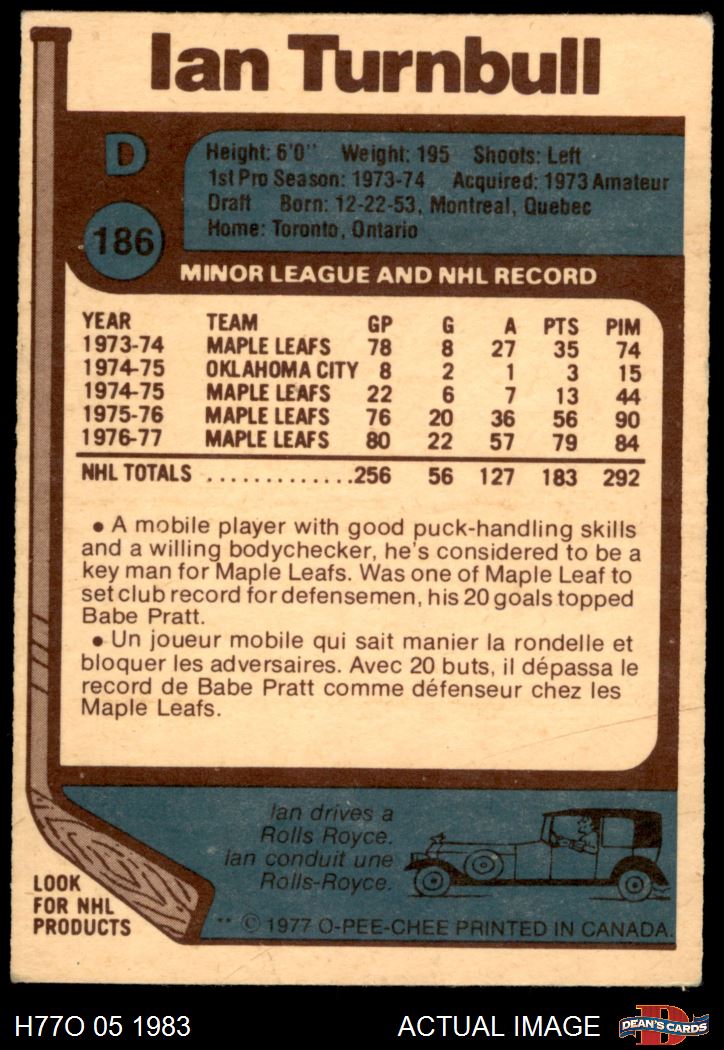 Ian Turnbull
D
186
Height: 6'0" Weight: 195 Shoots: Left
1st Pro Season: 1973-74 Acquired: 1973 Amateur
Draft Born: 12-22-53, Montreal, Quebec
Home: Toronto, Ontario
MINOR LEAGUE AND NHL RECORD
YEAR TEAM GP G A PTS PIM
1973-74 MAPLE LEAFS 78 8 27 35 74
1974-75 OKLAHOMA CITY 8 2 1 3 15
1974-75 MAPLE LEAFS 22 6 7 13 44
1975-76 MAPLE LEAFS 76 20 36 56 90
1976-77 MAPLE LEAFS 80 22 57 79 84
NHL TOTALS .............256 56 127 183 292
• A mobile player with good puck-handling skills
and a willing bodychecker, he's considered to be a
key man for Maple Leafs. Was one of Maple Leaf to
set club record for defensemen, his 20 goals topped
Babe Pratt.
• Un joueur mobile qui sait manier la rondelle et
bloquer les adversaires. Avec 20 buts, il dépassa le
record de Babe Pratt comme défenseur chez les
Maple Leafs.
Ian drives a
Rolls Royce.
Ian conduit une
Rolls-Royce.
LOOK
FOR NHL
PRODUCTS
** © 1977 O-PEE-CHEE PRINTED IN CANADA.
H77O 05 1983 ACTUAL IMAGE
D
DEAN'S CARDS